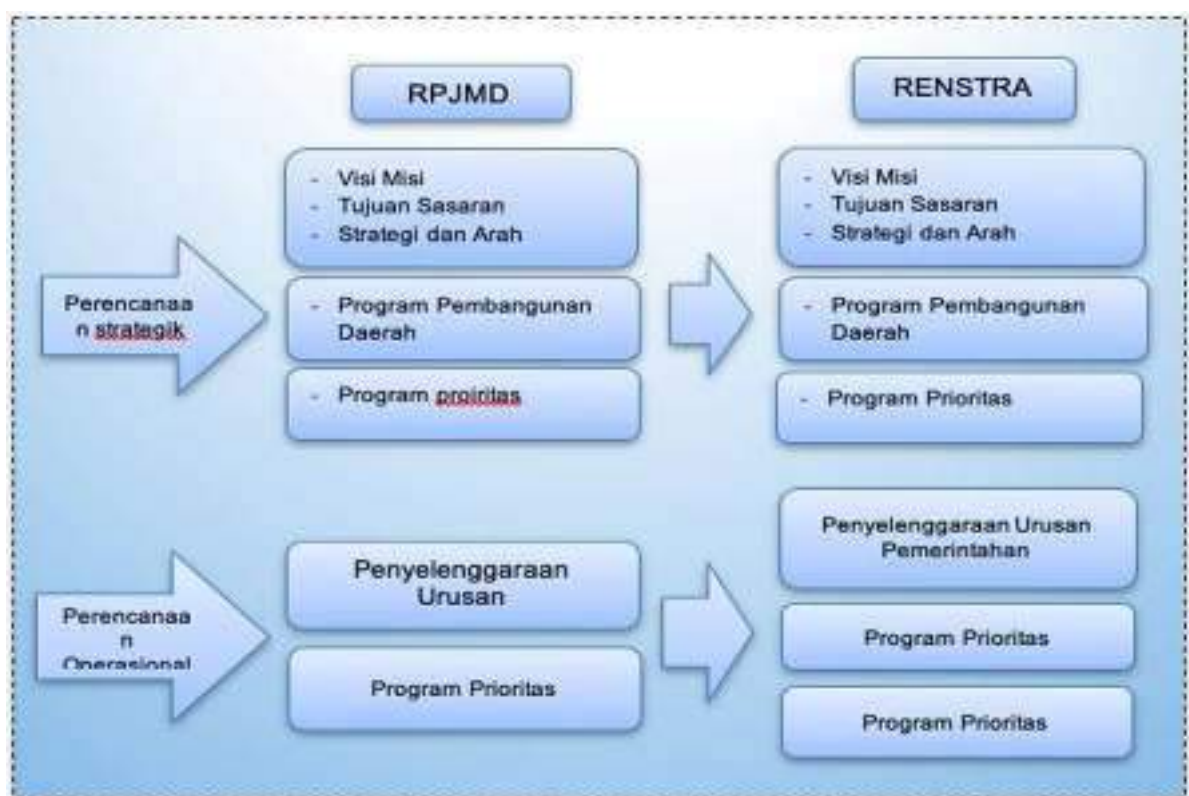 RPJMD
RENSTRA
Perencanaa
n strategik
- Visi Misi
- Tujuan Sasaran
- Strategi dan Arah
- Program Pembangunan
Daerah
- Program proiritas
- Visi Misi
- Tujuan Sasaran
- Strategi dan Arah
- Program Pembangunan
Daerah
- Program Prioritas
Perencanaa
n
Operasional
Penyelenggaraan
Urusan
Program Prioritas
Penyelenggaraan Urusan
Pemerintahan
Program Prioritas
Program Prioritas